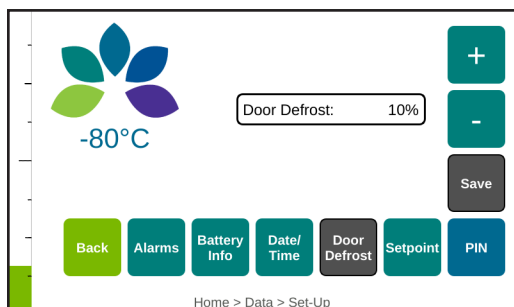 +
-80°C
Door Defrost: 10%
-
Save
Back
Alarms
Battery
Info
Date/
Time
Door
Defrost
Setpoint
PIN
Home > Data > Set-Up